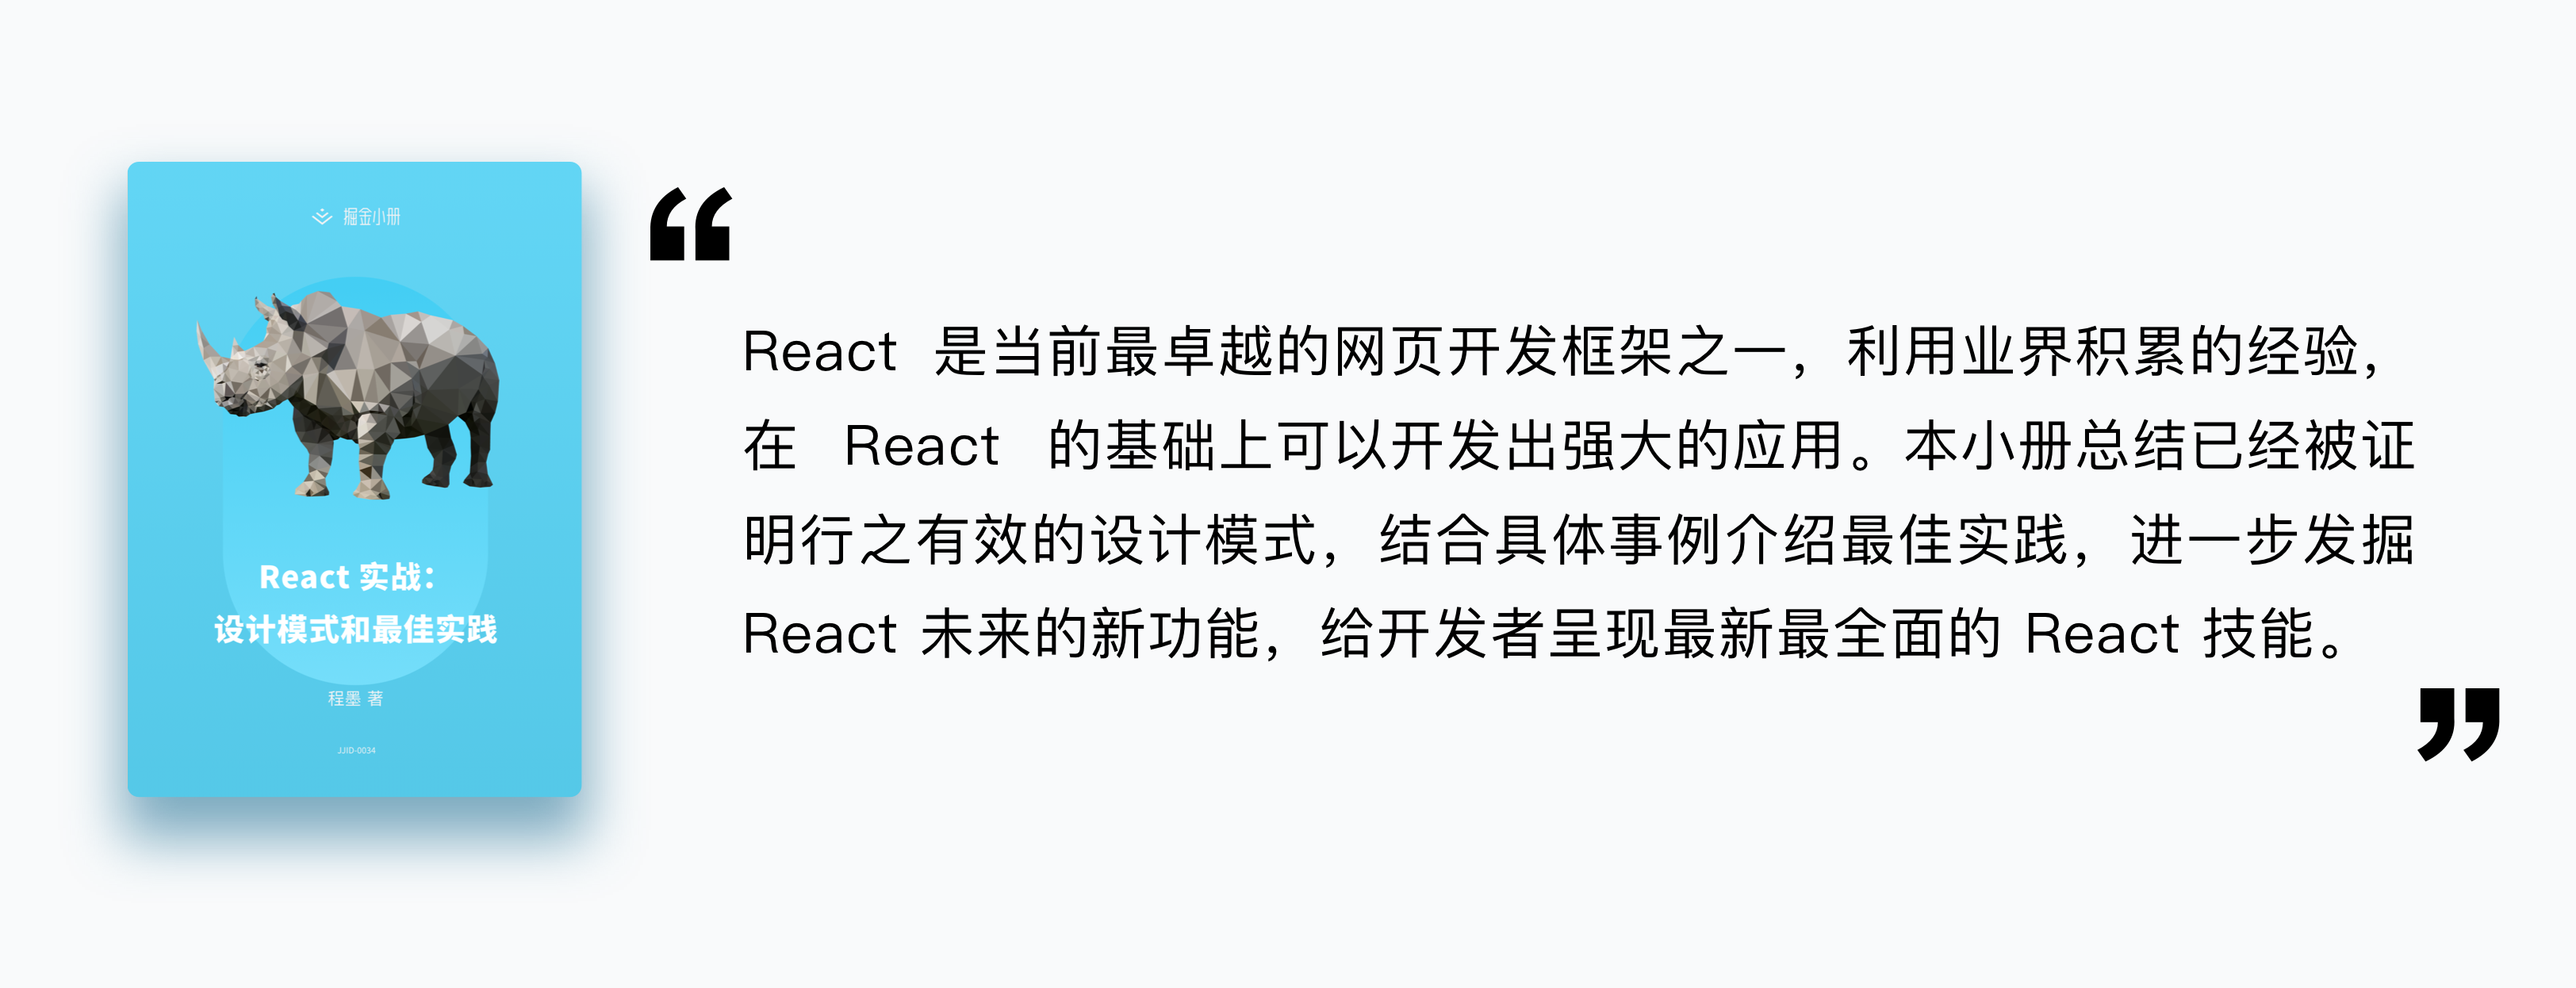 掘金小册
React 实战：
设计模式和最佳实践
程墨 著
JJID-0034
“
React 是当前最卓越的网页开发框架之一，利用业界积累的经验，
在 React 的基础上可以开发出强大的应用。本小册总结已经被证
明行之有效的设计模式，结合具体事例介绍最佳实践，进一步发掘
React 未来的新功能，给开发者呈现最新最全面的 React 技能。
”